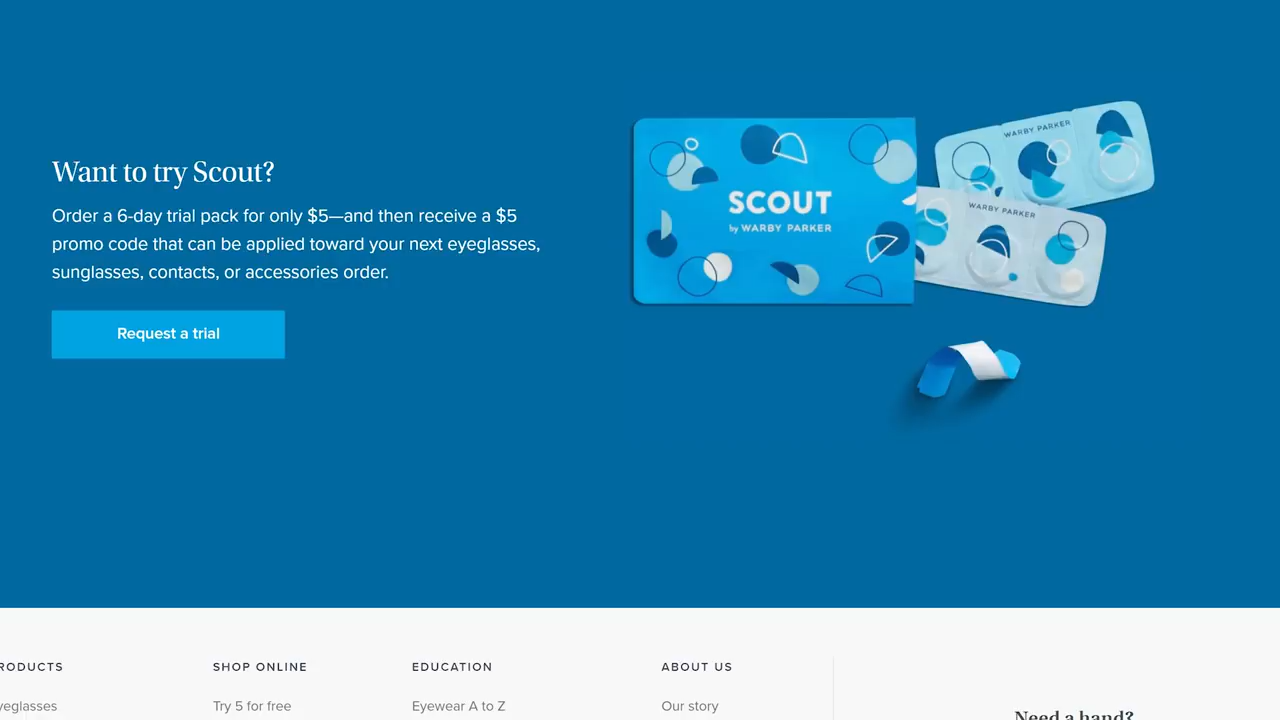 Want to try Scout?
Order a 6-day trial pack for only $5—and then receive a $5
promo code that can be applied toward your next eyeglasses,
sunglasses, contacts, or accessories order.
Request a trial
SCOUT
by WARBY PARKER
WARBY PARKER
WARBY PARKER
RODUCTS
SHOP ONLINE
EDUCATION
ABOUT US
yeglasses
Try 5 for free
Eyewear A to Z
Our story
Need a hand?